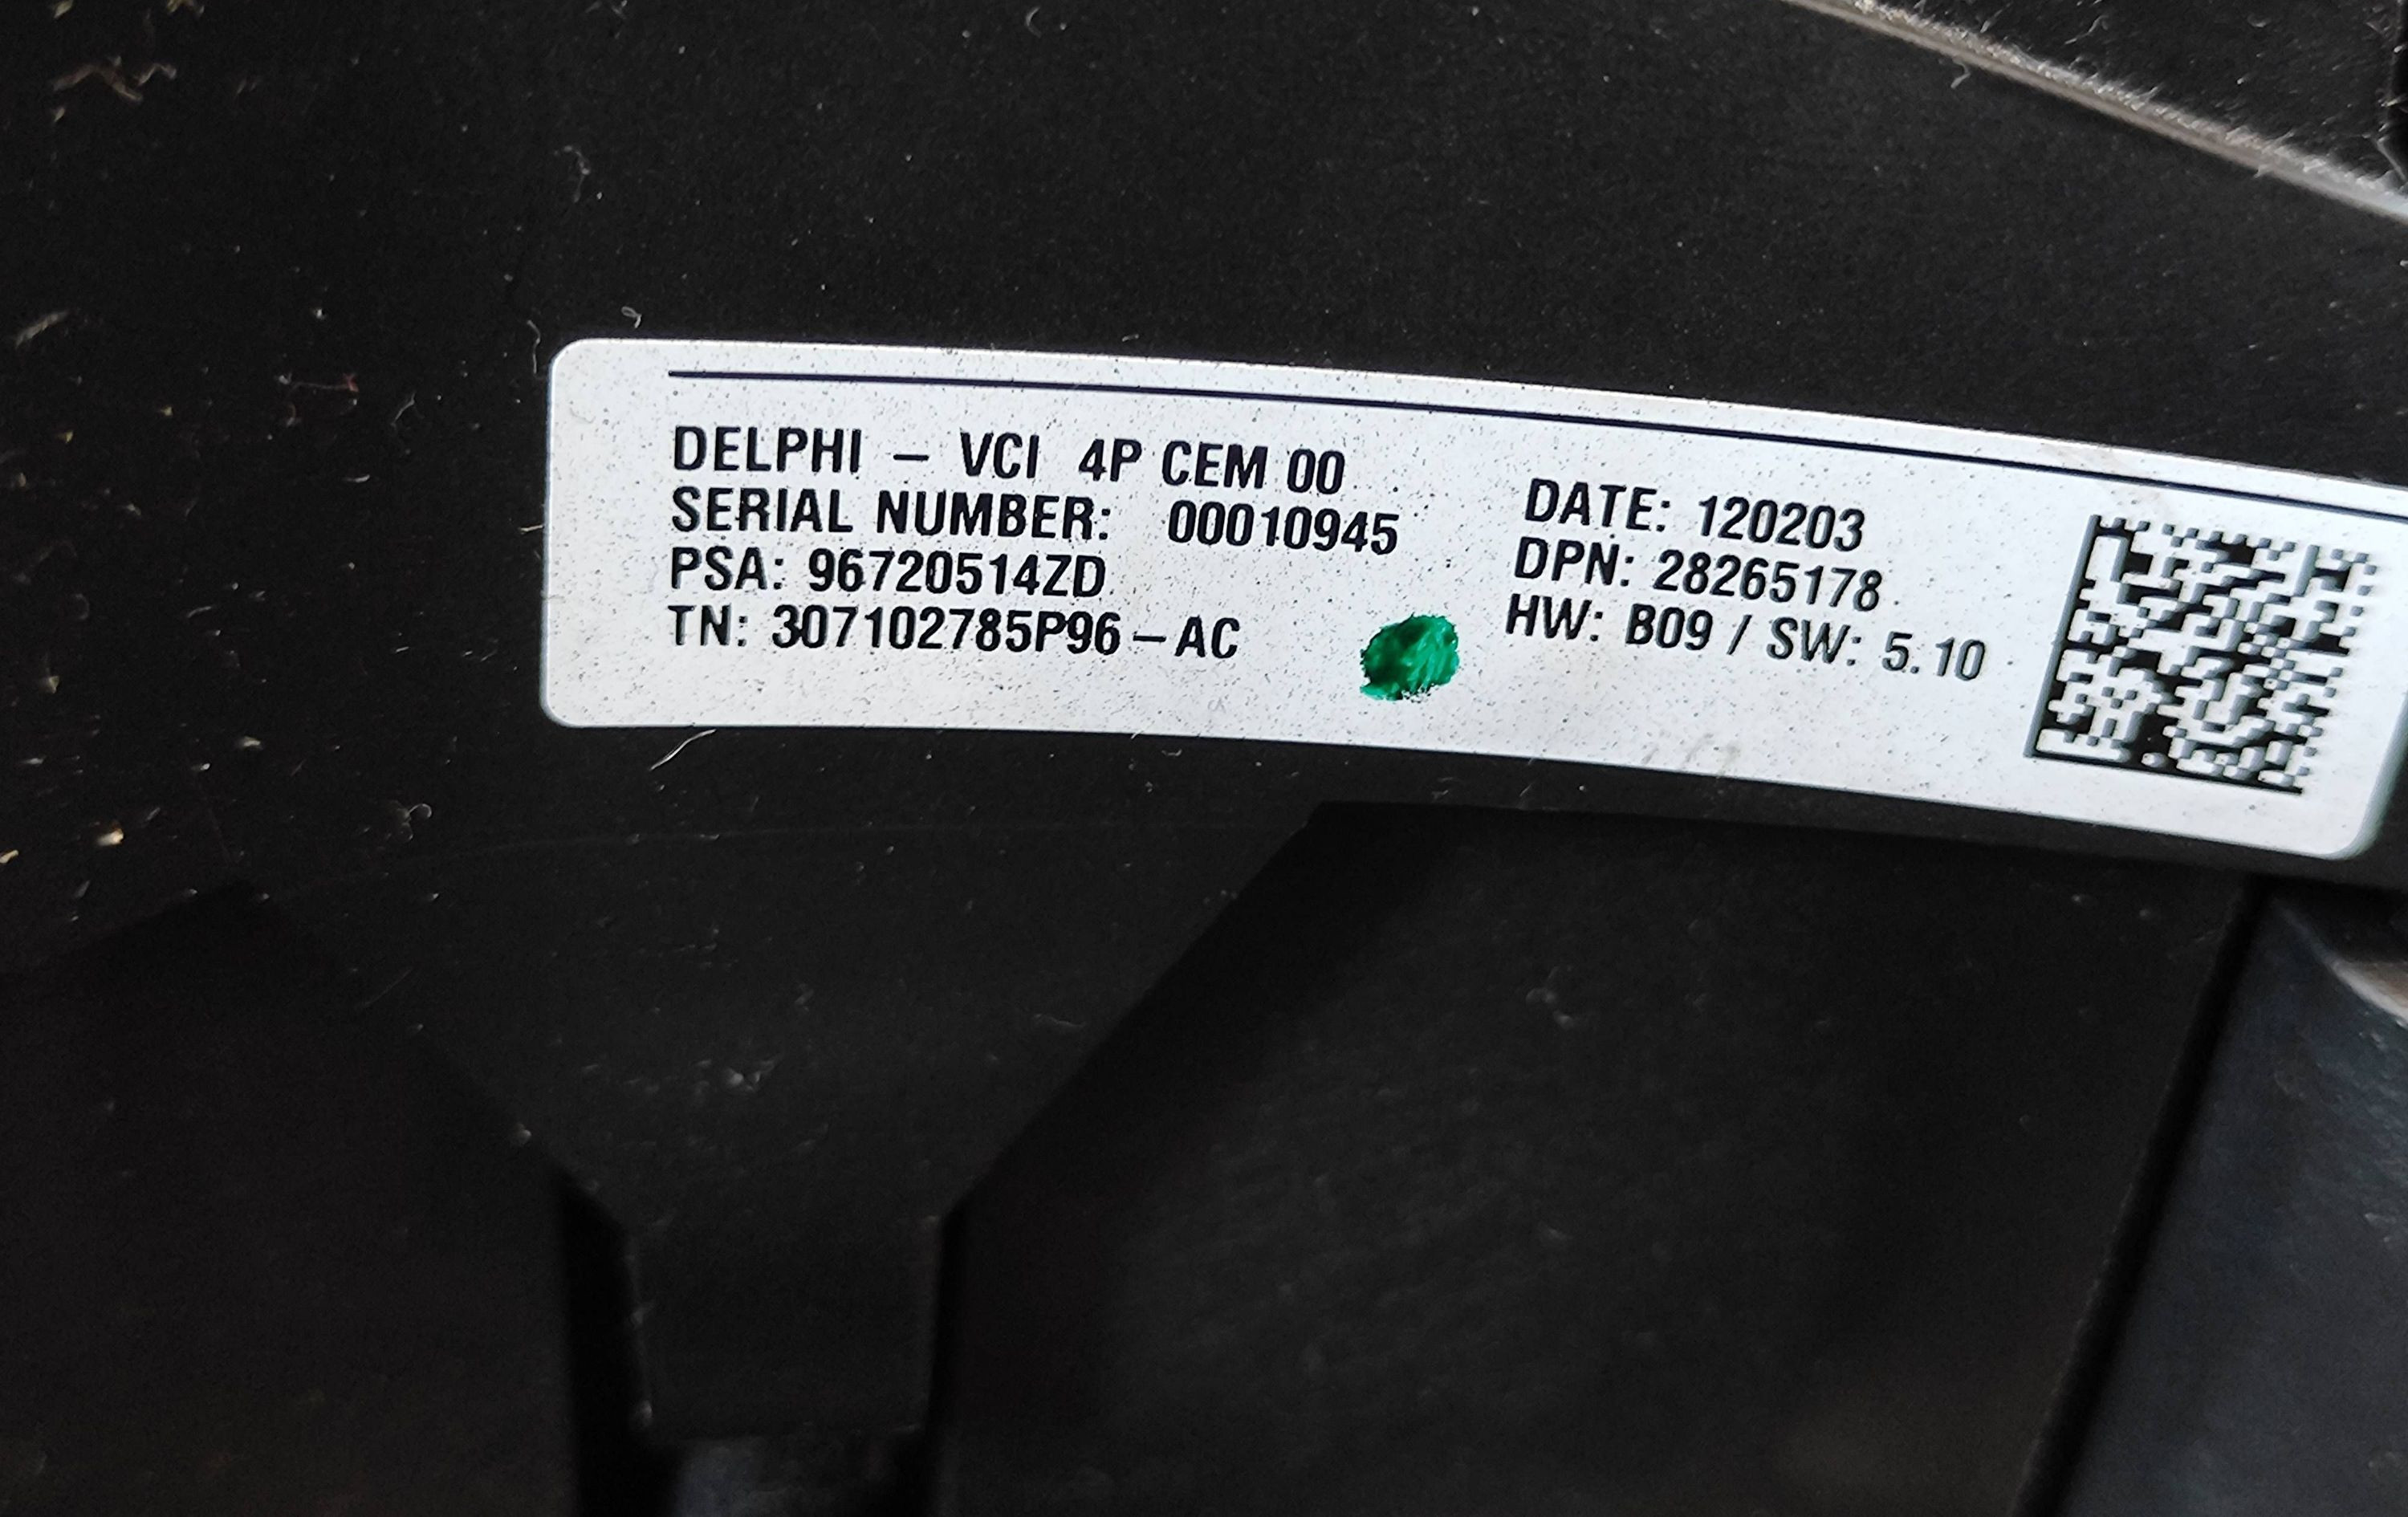 DELPHI – VCI 4P CEM 00
SERIAL NUMBER: 00010945
PSA: 96720514ZD
TN: 307102785P96–AC
DATE: 120203
DPN: 28265178
HW: B09 / SW: 5.10